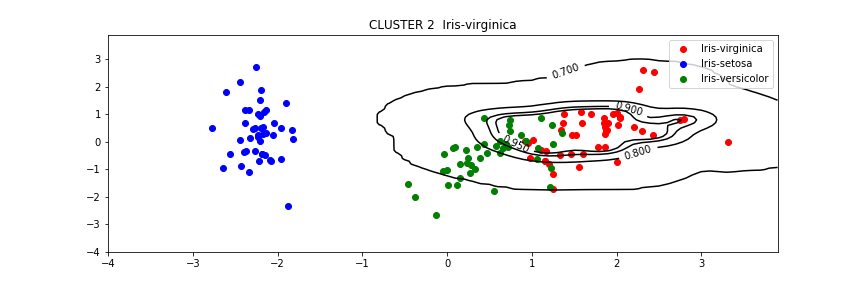 CLUSTER 2 Iris-virginica
Iris-virginica
Iris-setosa
Iris-versicolor
0.700
0.900
0.950
0.800
3
2
1
0
−1
−2
−3
−4
−4 −3 −2 −1 0 1 2 3